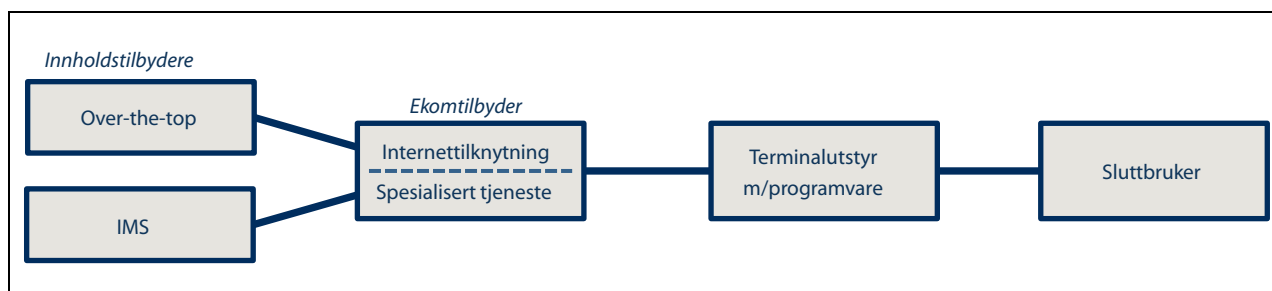 Innholdstilbydere
Over-the-top
IMS
Ekomtilbyder
Internettilknytning
Spesialisert tjeneste
Terminalutstyr
m/programvare
Sluttbruker